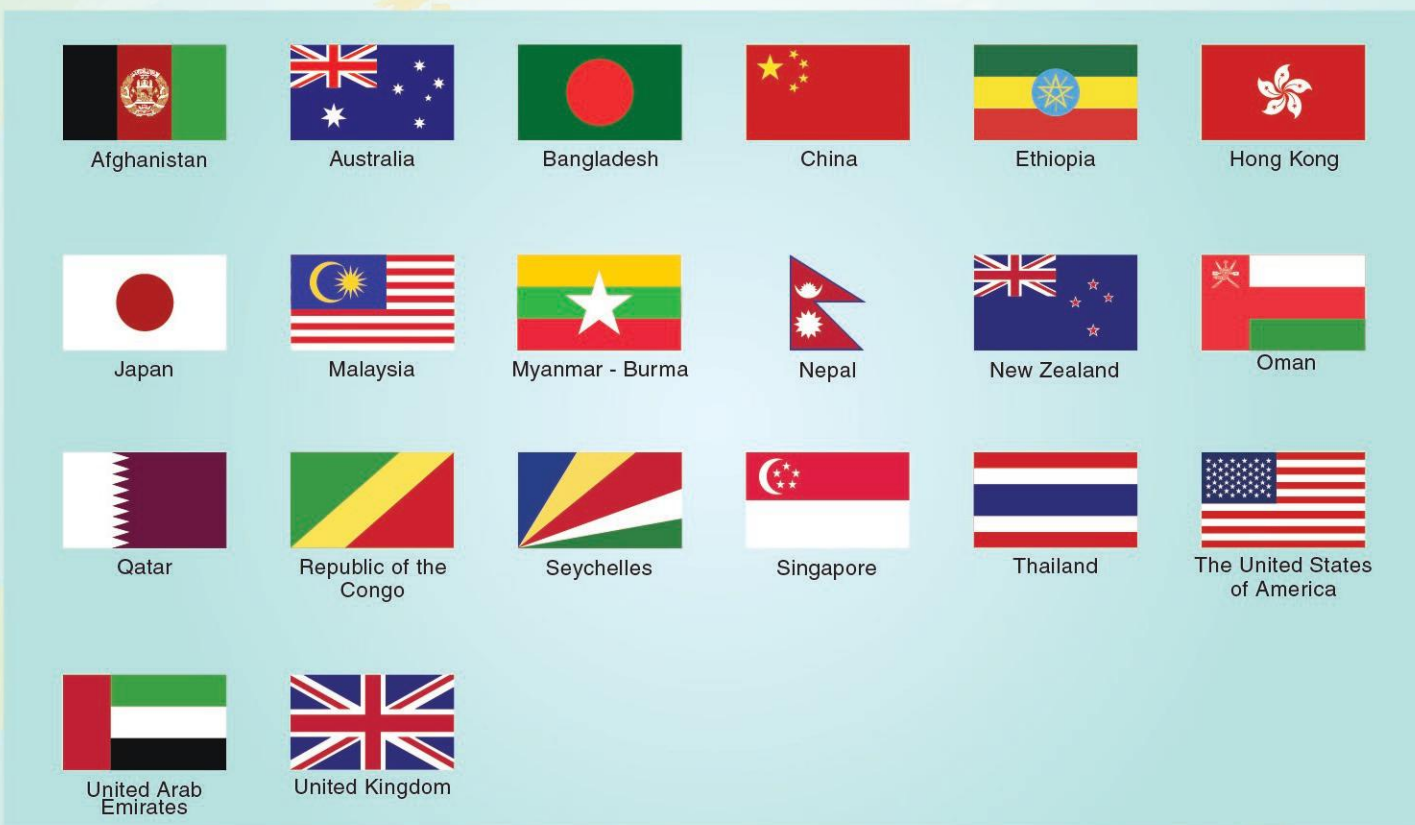 Afghanistan
Australia
Bangladesh
China
Ethiopia
Hong Kong
Japan
Malaysia
Myanmar - Burma
Nepal
New Zealand
Oman
Qatar
Republic of the
Congo
Seychelles
Singapore
Thailand
The United States
of America
United Arab
Emirates
United Kingdom